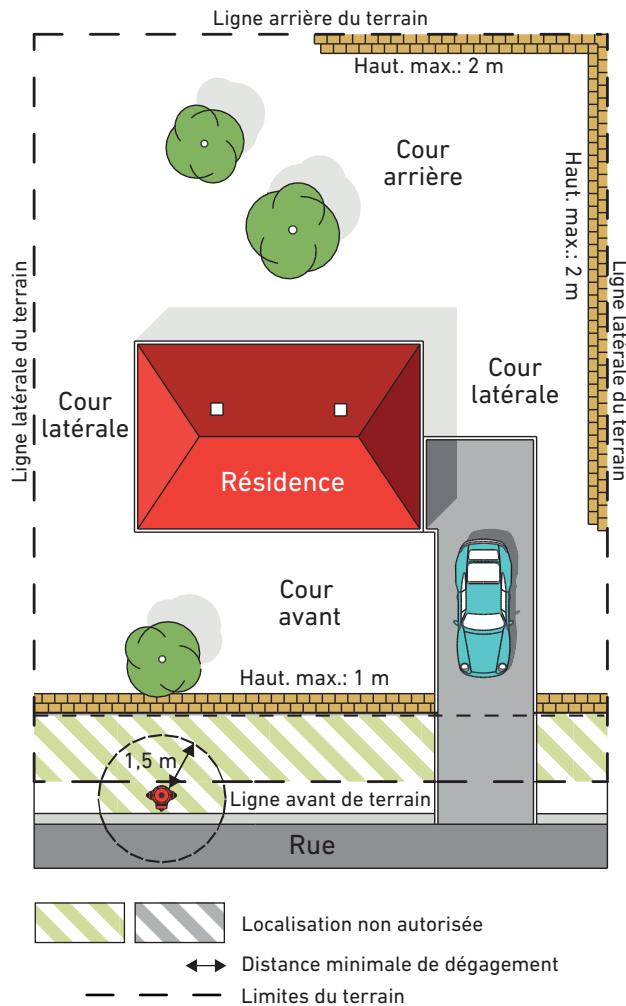 Ligne arrière du terrain
Haut. max.: 2 m
Cour
arrière
Haut. max.: 2 m
Ligne latérale du terrain
Ligne latérale du terrain
Cour
latérale
Cour
latérale
Résidence
Cour
avant
Haut. max.: 1 m
1,5 m
Ligne avant de terrain
Rue
Localisation non autorisée
Distance minimale de dégagement
Limites du terrain